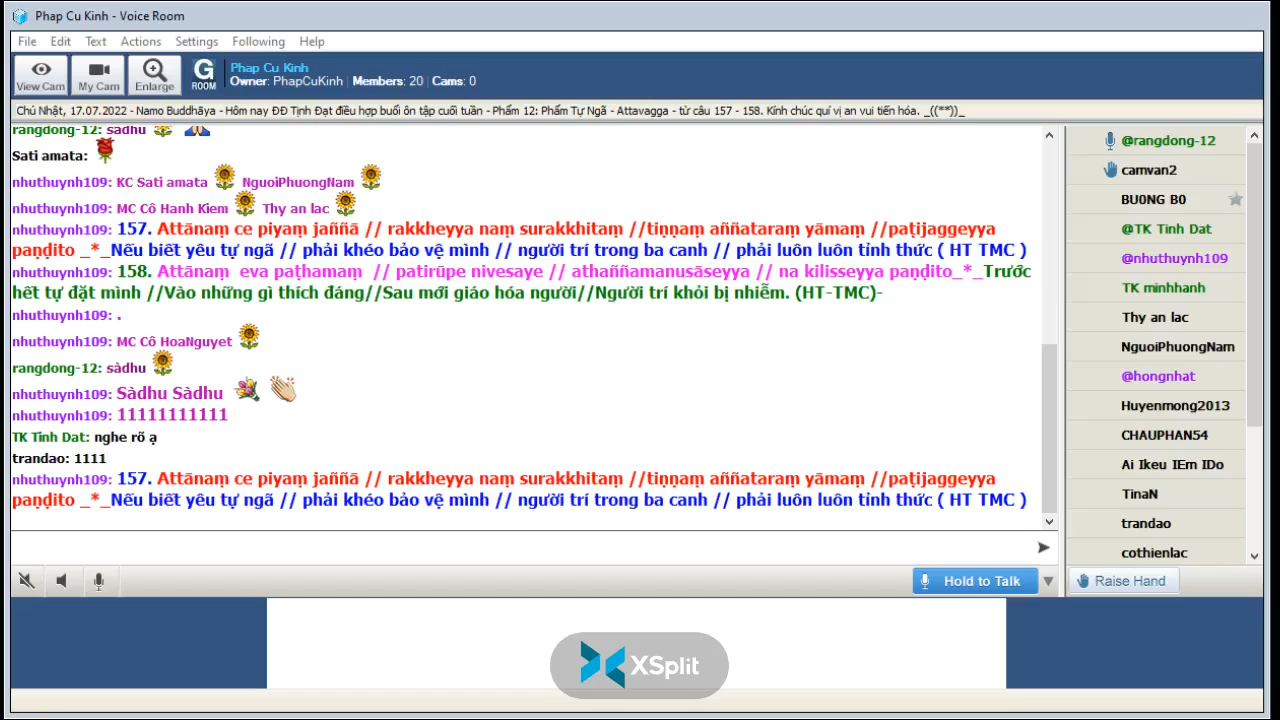 Phap Cu Kinh - Voice Room
File Edit Text Actions Settings Following Help
View Cam My Cam Enlarge G ROOM
Phap Cu Kinh
Owner: PhapCuKinh | Members: 20 | Cams: 0
Chủ Nhật, 17.07.2022 - Namo Buddhāya - Hôm nay ĐĐ Tịnh Đạt điều hợp buổi ôn tập cuối tuần - Phẩm 12: Phẩm Tự Ngã - Attavagga - từ câu 157 - 158. Kính chúc quí vị an vui tiến hóa. _((**))_
rangdong-12: sàdhu
Sati amata:
nhuthuynh109: KC Sati amata NguoiPhuongNam
nhuthuynh109: MC Cô Hanh Kiem Thy an lac
nhuthuynh109: 157. Attānaṃ ce piyaṃ jaññā // rakkheyya naṃ surakkhitaṃ //tiṇṇaṃ aññataraṃ yāmaṃ //paṭijaggeyya
paṇḍito _*_Nếu biết yêu tự ngã // phải khéo bảo vệ mình // người trí trong ba canh // phải luôn luôn tỉnh thức ( HT TMC )
nhuthuynh109: 158. Attānaṃ eva paṭhamaṃ // patirūpe nivesaye // athaññamanusāseyya // na kilisseyya paṇḍito_*_Trước
hết tự đặt mình //Vào những gì thích đáng//Sau mới giáo hóa người//Người trí khỏi bị nhiễm. (HT-TMC)-
nhuthuynh109: .
nhuthuynh109: MC Cô HoaNguyet
rangdong-12: sàdhu
nhuthuynh109: Sàdhu Sàdhu
nhuthuynh109: 11111111111
TK Tinh Dat: nghe rõ ạ
trandao: 1111
nhuthuynh109: 157. Attānaṃ ce piyaṃ jaññā // rakkheyya naṃ surakkhitaṃ //tiṇṇaṃ aññataraṃ yāmaṃ //paṭijaggeyya
paṇḍito _*_Nếu biết yêu tự ngã // phải khéo bảo vệ mình // người trí trong ba canh // phải luôn luôn tỉnh thức ( HT TMC )
@rangdong-12
camvan2
BU0NG B0
@TK Tinh Dat
@nhuthuynh109
TK minhhanh
Thy an lac
NguoiPhuongNam
@hongnhat
Huyenmong2013
CHAUPHAN54
Ai Ikeu IEm IDo
TinaN
trandao
cothienlac
Hold to Talk
Raise Hand
XSplit